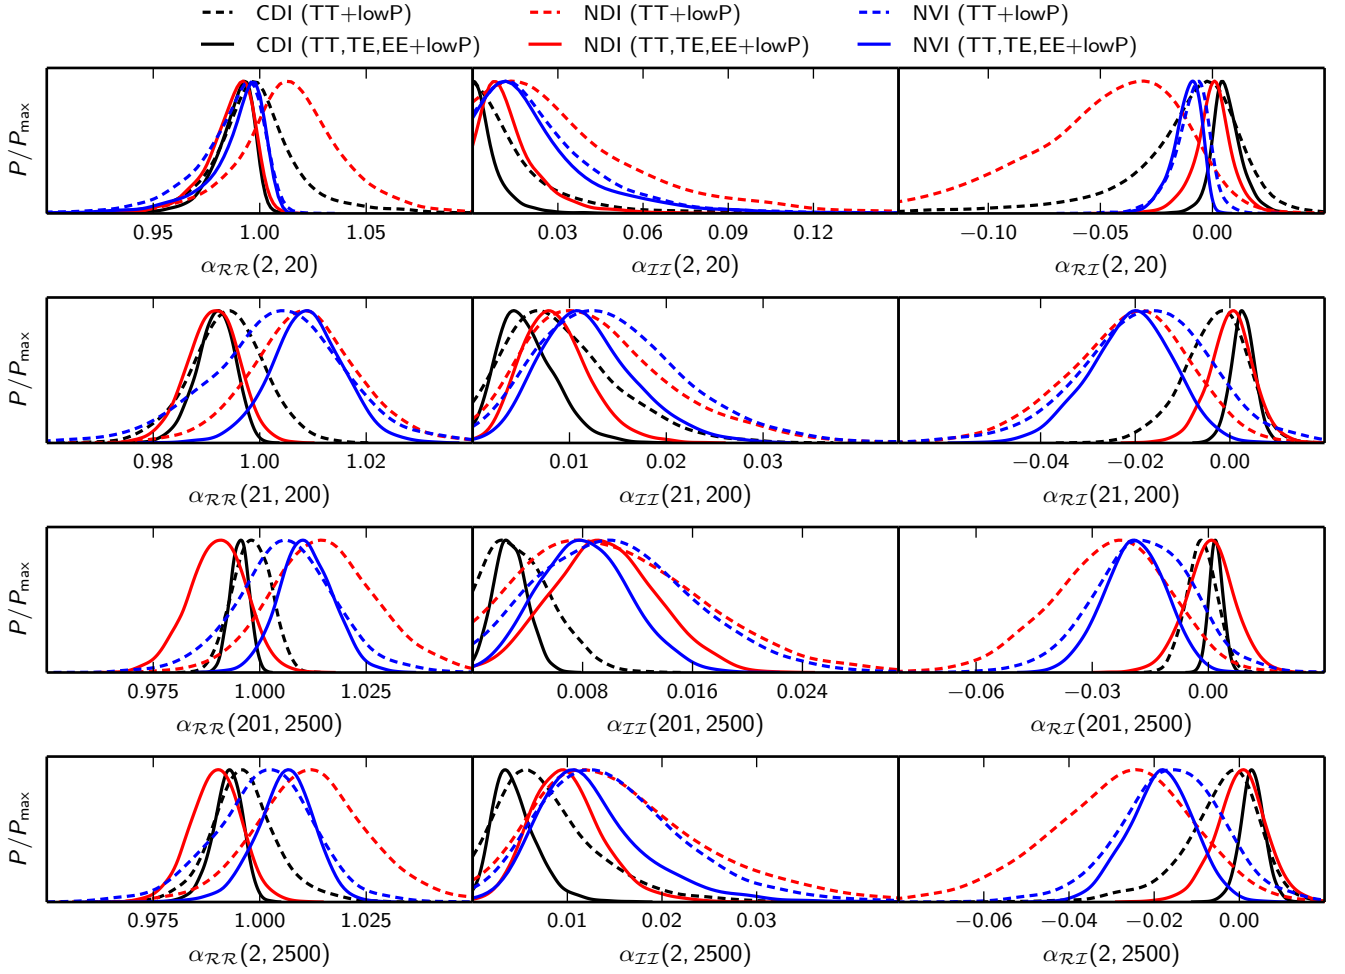 CDI (TT+lowP) NDI (TT+lowP) NVI (TT+lowP)
CDI (TT,TE,EE+lowP) NDI (TT,TE,EE+lowP) NVI (TT,TE,EE+lowP)
P/P_max
0.95 1.00 1.05 0.03 0.06 0.09 0.12 −0.10 −0.05 0.00
α_ℛℛ(2, 20) α_ℐℐ(2, 20) α_ℛℐ(2, 20)
P/P_max
0.98 1.00 1.02 0.01 0.02 0.03 −0.04 −0.02 0.00
α_ℛℛ(21, 200) α_ℐℐ(21, 200) α_ℛℐ(21, 200)
P/P_max
0.975 1.000 1.025 0.008 0.016 0.024 −0.06 −0.03 0.00
α_ℛℛ(201, 2500) α_ℐℐ(201, 2500) α_ℛℐ(201, 2500)
P/P_max
0.975 1.000 1.025 0.01 0.02 0.03 −0.06 −0.04 −0.02 0.00
α_ℛℛ(2, 2500) α_ℐℐ(2, 2500) α_ℛℐ(2, 2500)